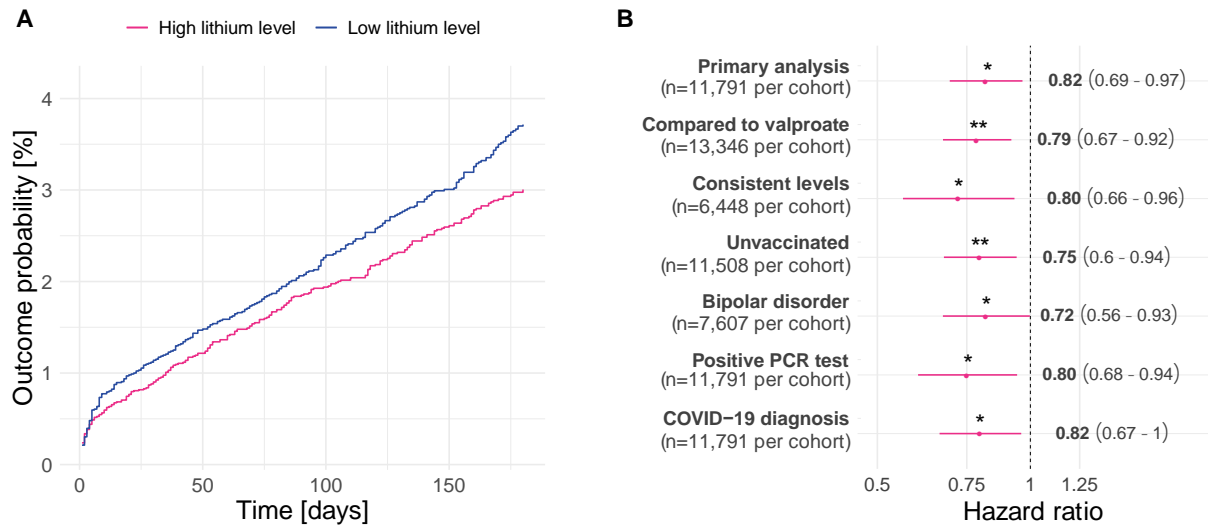 A
High lithium level
Low lithium level
Outcome probability [%]
4
3
2
1
0
0
50
100
150
Time [days]
B
Primary analysis
(n=11,791 per cohort)
*
0.82 (0.69 - 0.97)
Compared to valproate
(n=13,346 per cohort)
**
0.79 (0.67 - 0.92)
Consistent levels
(n=6,448 per cohort)
*
0.80 (0.66 - 0.96)
Unvaccinated
(n=11,508 per cohort)
**
0.75 (0.6 - 0.94)
Bipolar disorder
(n=7,607 per cohort)
*
0.72 (0.56 - 0.93)
Positive PCR test
(n=11,791 per cohort)
*
0.80 (0.68 - 0.94)
COVID−19 diagnosis
(n=11,791 per cohort)
*
0.82 (0.67 - 1)
0.5
0.75
1
1.25
Hazard ratio